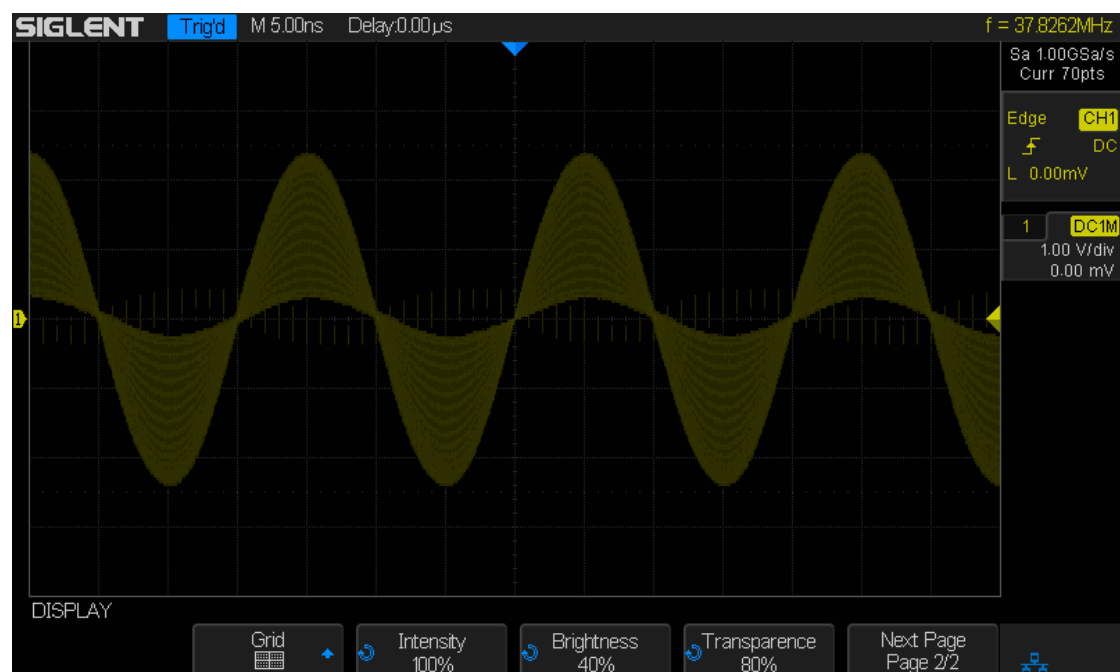 SIGLENT Trig'd M 5.00ns Delay:0.00µs f = 37.8262MHz
Sa 1.00GSa/s
Curr 70pts
Edge CH1
DC
L 0.00mV
1 DC1M
1.00 V/div
0.00 mV
1
DISPLAY
Grid Intensity Brightness Transparence Next Page
100% 40% 80% Page 2/2